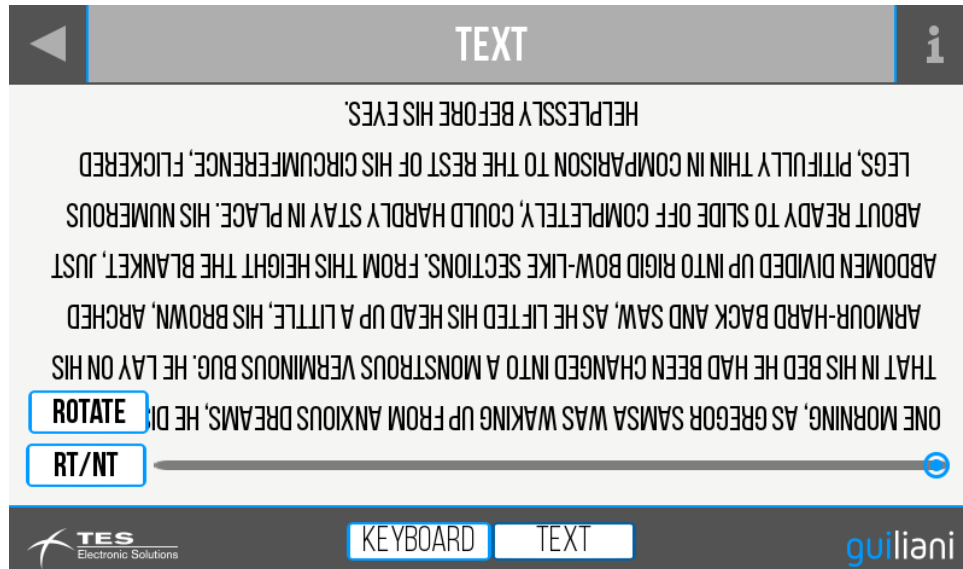 TEXT
ONE MORNING, AS GREGOR SAMSA WAS WAKING UP FROM ANXIOUS DREAMS, HE
THAT IN HIS BED HE HAD BEEN CHANGED INTO A MONSTROUS VERMINOUS BUG. HE LAY ON HIS
ARMOUR-HARD BACK AND SAW, AS HE LIFTED HIS HEAD UP A LITTLE, HIS BROWN, ARCHED
ABDOMEN DIVIDED UP INTO RIGID BOW-LIKE SECTIONS. FROM THIS HEIGHT THE BLANKET, JUST
ABOUT READY TO SLIDE OFF COMPLETELY, COULD HARDLY STAY IN PLACE. HIS NUMEROUS
LEGS, PITIFULLY THIN IN COMPARISON TO THE REST OF HIS CIRCUMFERENCE, FLICKERED
HELPLESSLY BEFORE HIS EYES.
ROTATE
RT/NT
TES
Electronic Solutions
KEYBOARD
TEXT
guiliani